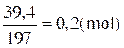 39,4/197 = 0,2(mol)